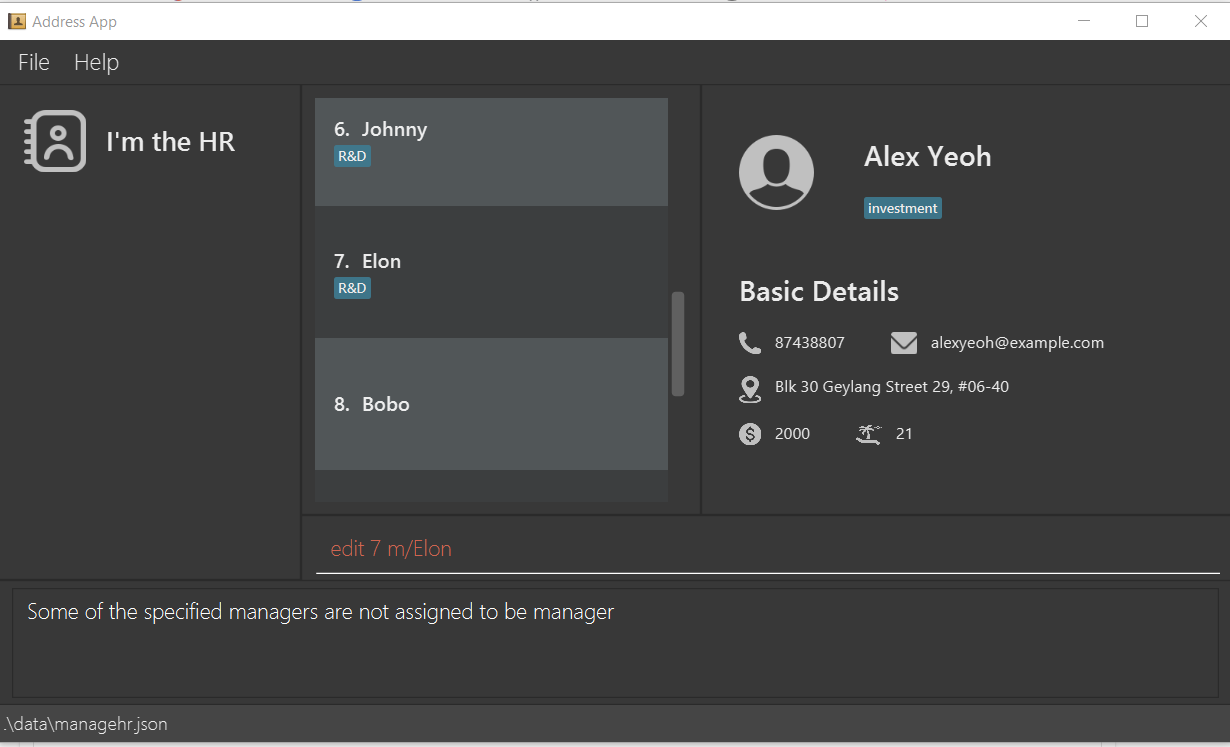 Address App
File Help
I'm the HR
6. Johnny
R&D
7. Elon
R&D
8. Bobo
Alex Yeoh
investment
Basic Details
87438807 alexyeoh@example.com
Blk 30 Geylang Street 29, #06-40
2000 21
edit 7 m/Elon
Some of the specified managers are not assigned to be manager
.\data\managehr.json